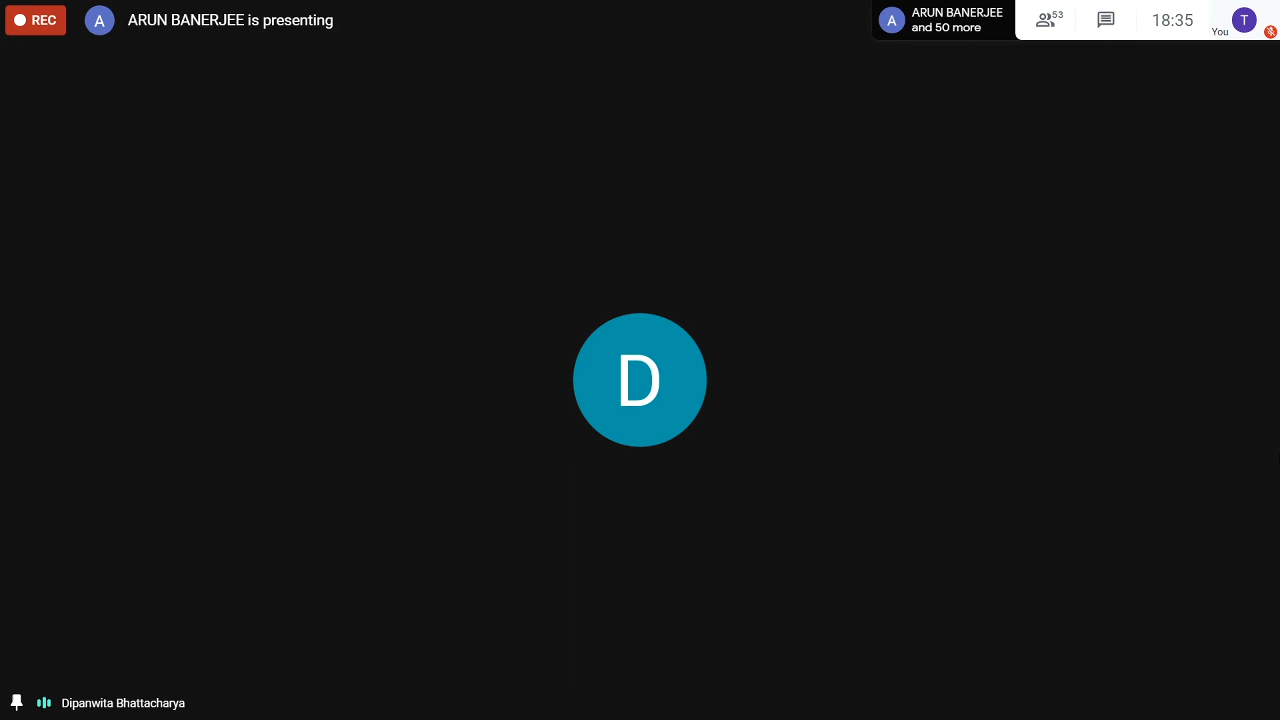 REC
A
ARUN BANERJEE is presenting
A
ARUN BANERJEE
and 50 more
53
18:35
You
T
D
Dipanwita Bhattacharya